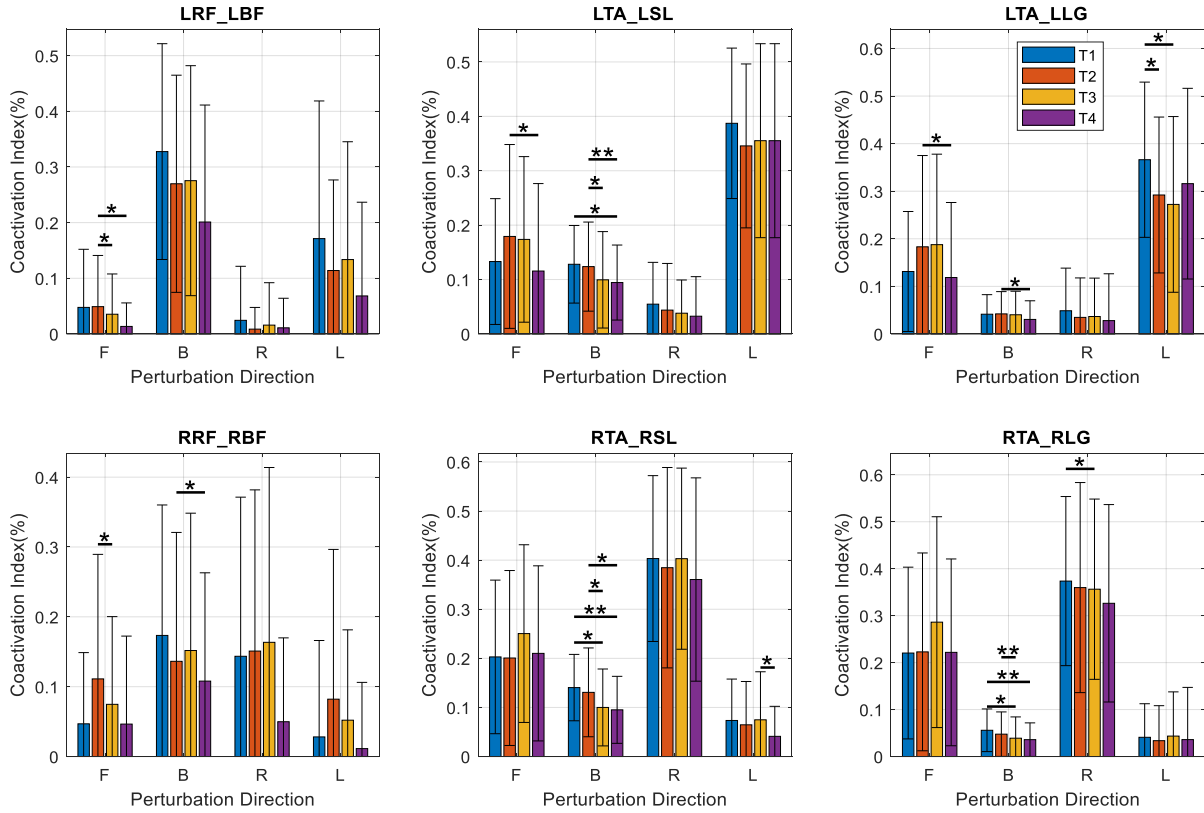 LRF_LBF
Coactivation Index(%)
0.5
0.4
0.3
0.2
0.1
0
*
*
F B R L
Perturbation Direction
LTA_LSL
Coactivation Index(%)
0.5
0.4
0.3
0.2
0.1
0
*
**
*
*
F B R L
Perturbation Direction
LTA_LLG
Coactivation Index(%)
0.6
0.5
0.4
0.3
0.2
0.1
0
T1
T2
T3
T4
*
*
*
*
F B R L
Perturbation Direction
RRF_RBF
Coactivation Index(%)
0.4
0.3
0.2
0.1
0
*
*
F B R L
Perturbation Direction
RTA_RSL
Coactivation Index(%)
0.6
0.5
0.4
0.3
0.2
0.1
0
*
*
**
*
*
F B R L
Perturbation Direction
RTA_RLG
Coactivation Index(%)
0.6
0.5
0.4
0.3
0.2
0.1
0
*
**
**
*
F B R L
Perturbation Direction